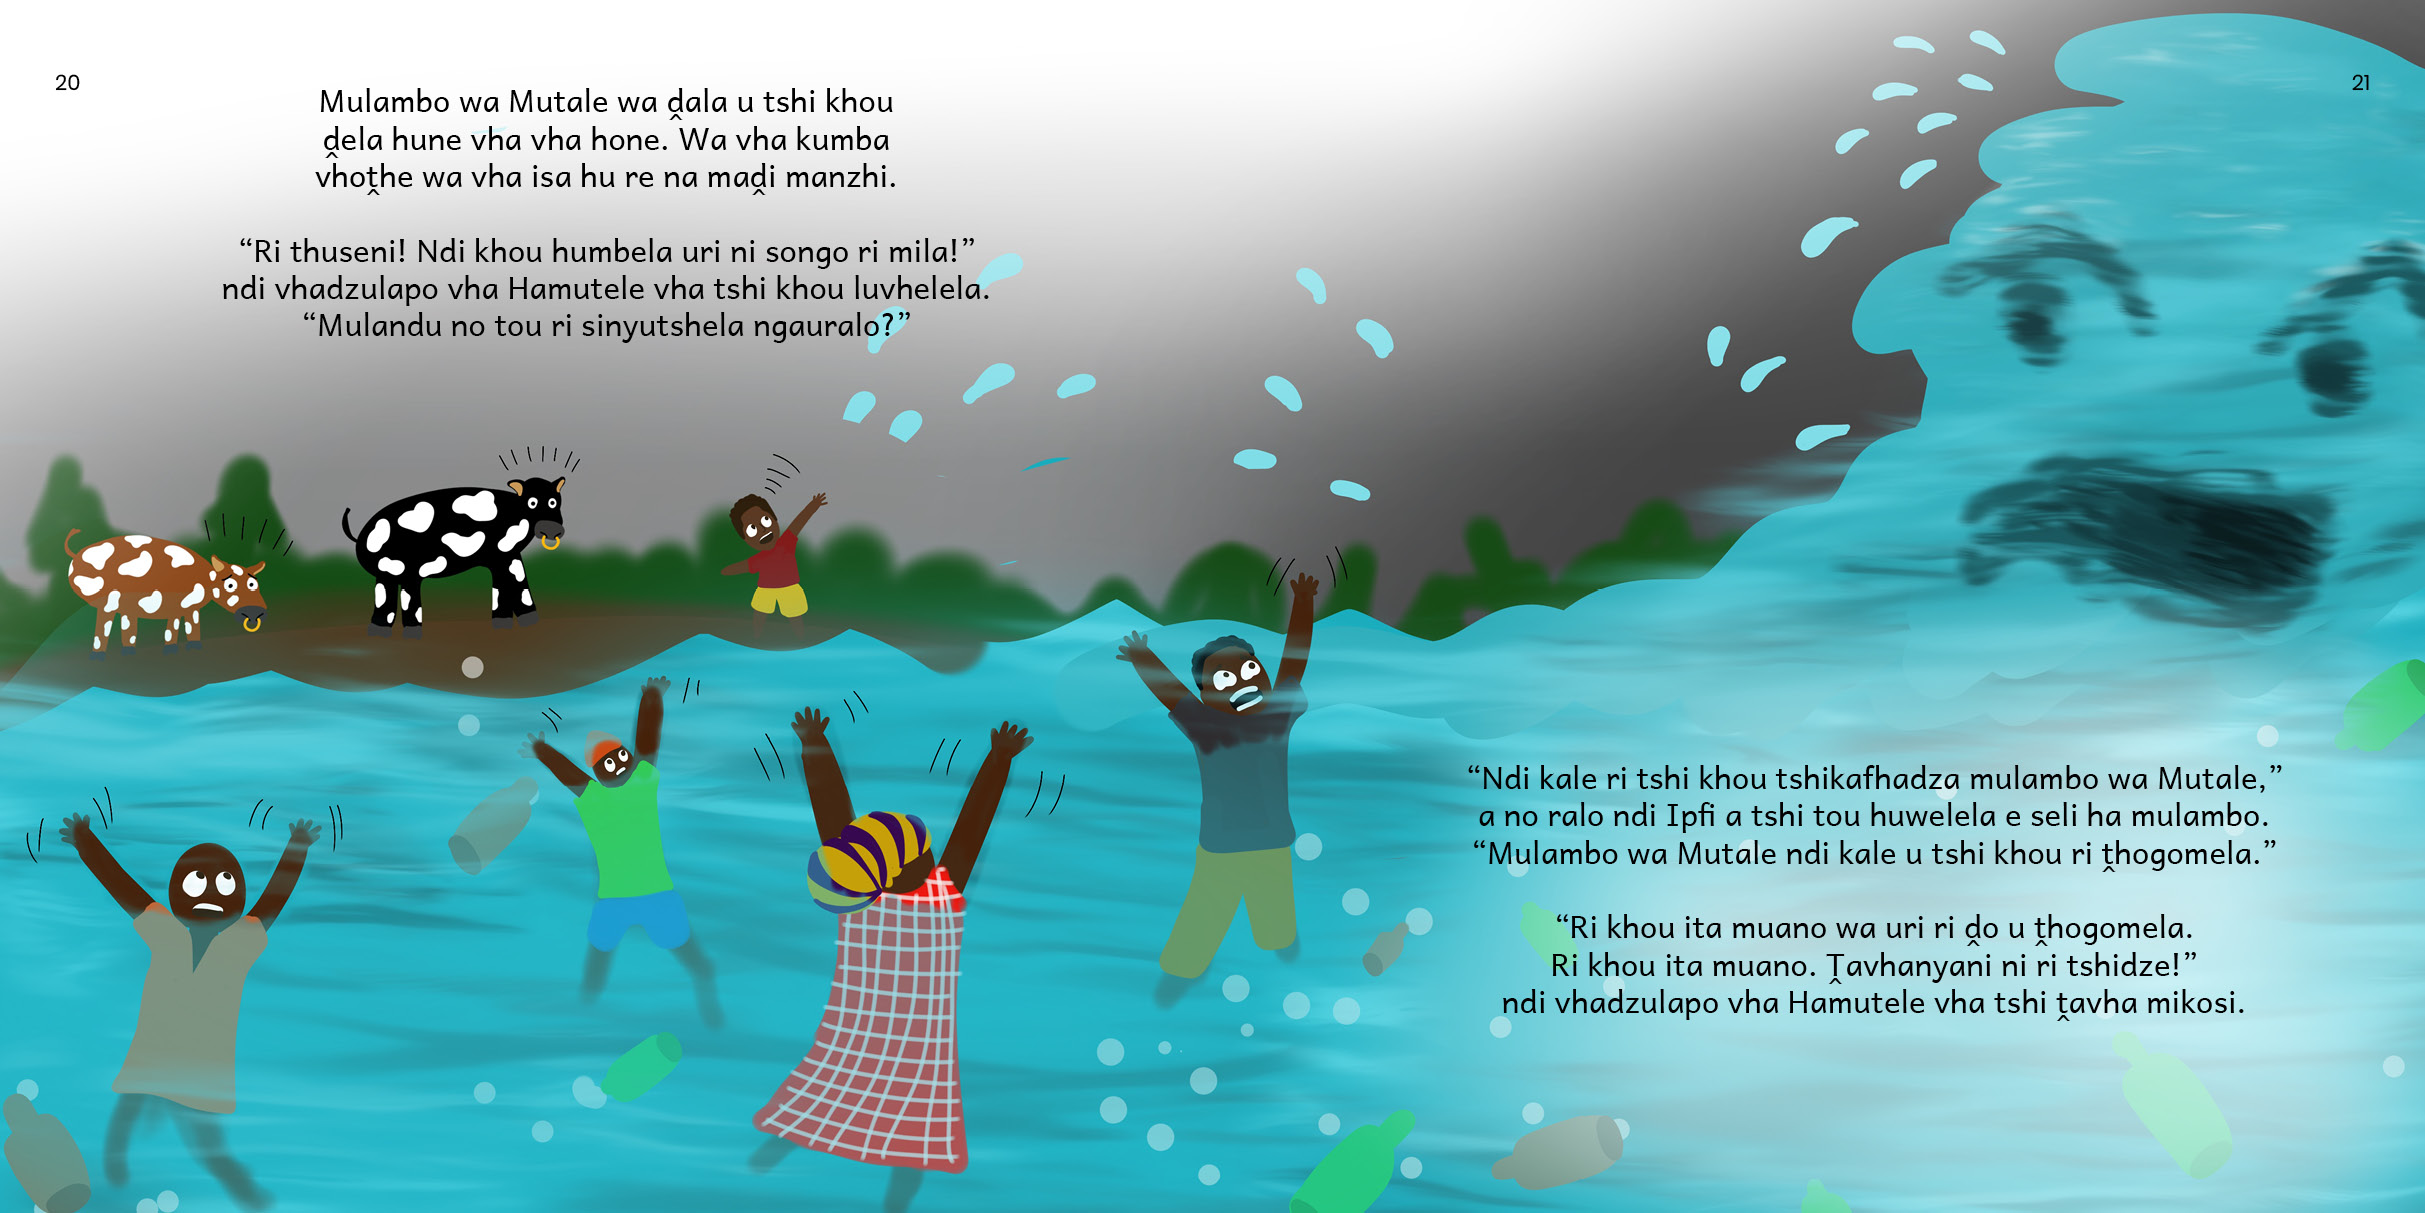 20
Mulambo wa Mutale wa ḓala u tshi khou
ḓela hune vha vha hone. Wa vha kumba
vhoṱhe wa vha isa hu re na maḓi manzhi.
“Ri thuseni! Ndi khou humbela uri ni songo ri mila!”
ndi vhadzulapo vha Hamutele vha tshi khou luvhelela.
“Mulandu no tou ri sinyutshela ngauralo?”
21
“Ndi kale ri tshi khou tshikafhadza mulambo wa Mutale,”
a no ralo ndi Ipfi a tshi tou huwelela e seli ha mulambo.
“Mulambo wa Mutale ndi kale u tshi khou ri ṱhogomela.”
“Ri khou ita muano wa uri ri ḓo u ṱhogomela.
Ri khou ita muano. Ṱavhanyani ni ri tshidze!”
ndi vhadzulapo vha Hamutele vha tshi ṱavha mikosi.